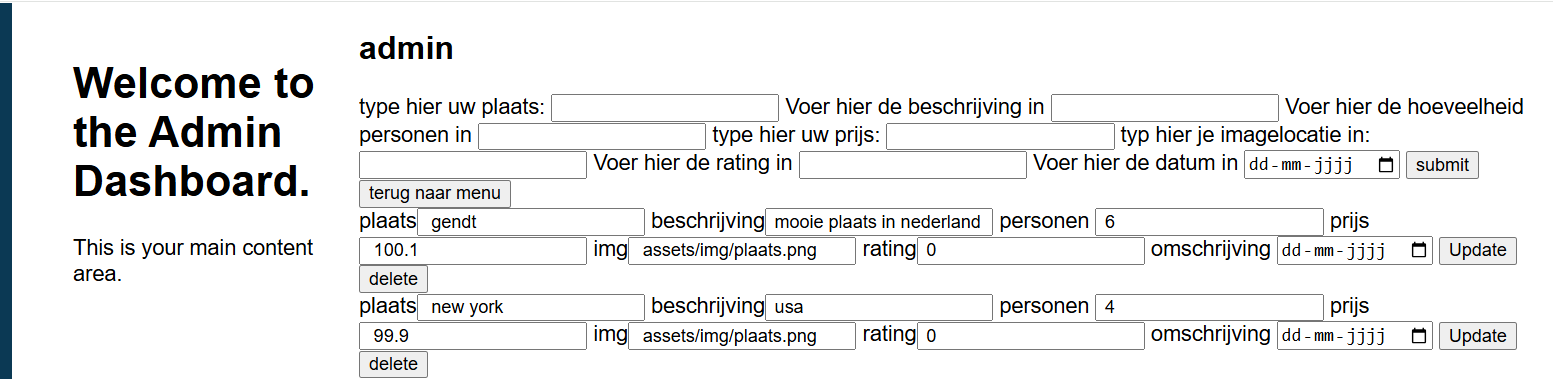 Welcome to
the Admin
Dashboard.
This is your main content
area.
admin
type hier uw plaats: Voer hier de beschrijving in Voer hier de hoeveelheid
personen in type hier uw prijs: typ hier je imagelocatie in:
Voer hier de rating in Voer hier de datum in dd-mm-jjjj submit
terug naar menu
plaats gendt beschrijving mooie plaats in nederland personen 6 prijs
100.1 img assets/img/plaats.png rating 0 omschrijving dd-mm-jjjj Update
delete
plaats new york beschrijving usa personen 4 prijs
99.9 img assets/img/plaats.png rating 0 omschrijving dd-mm-jjjj Update
delete